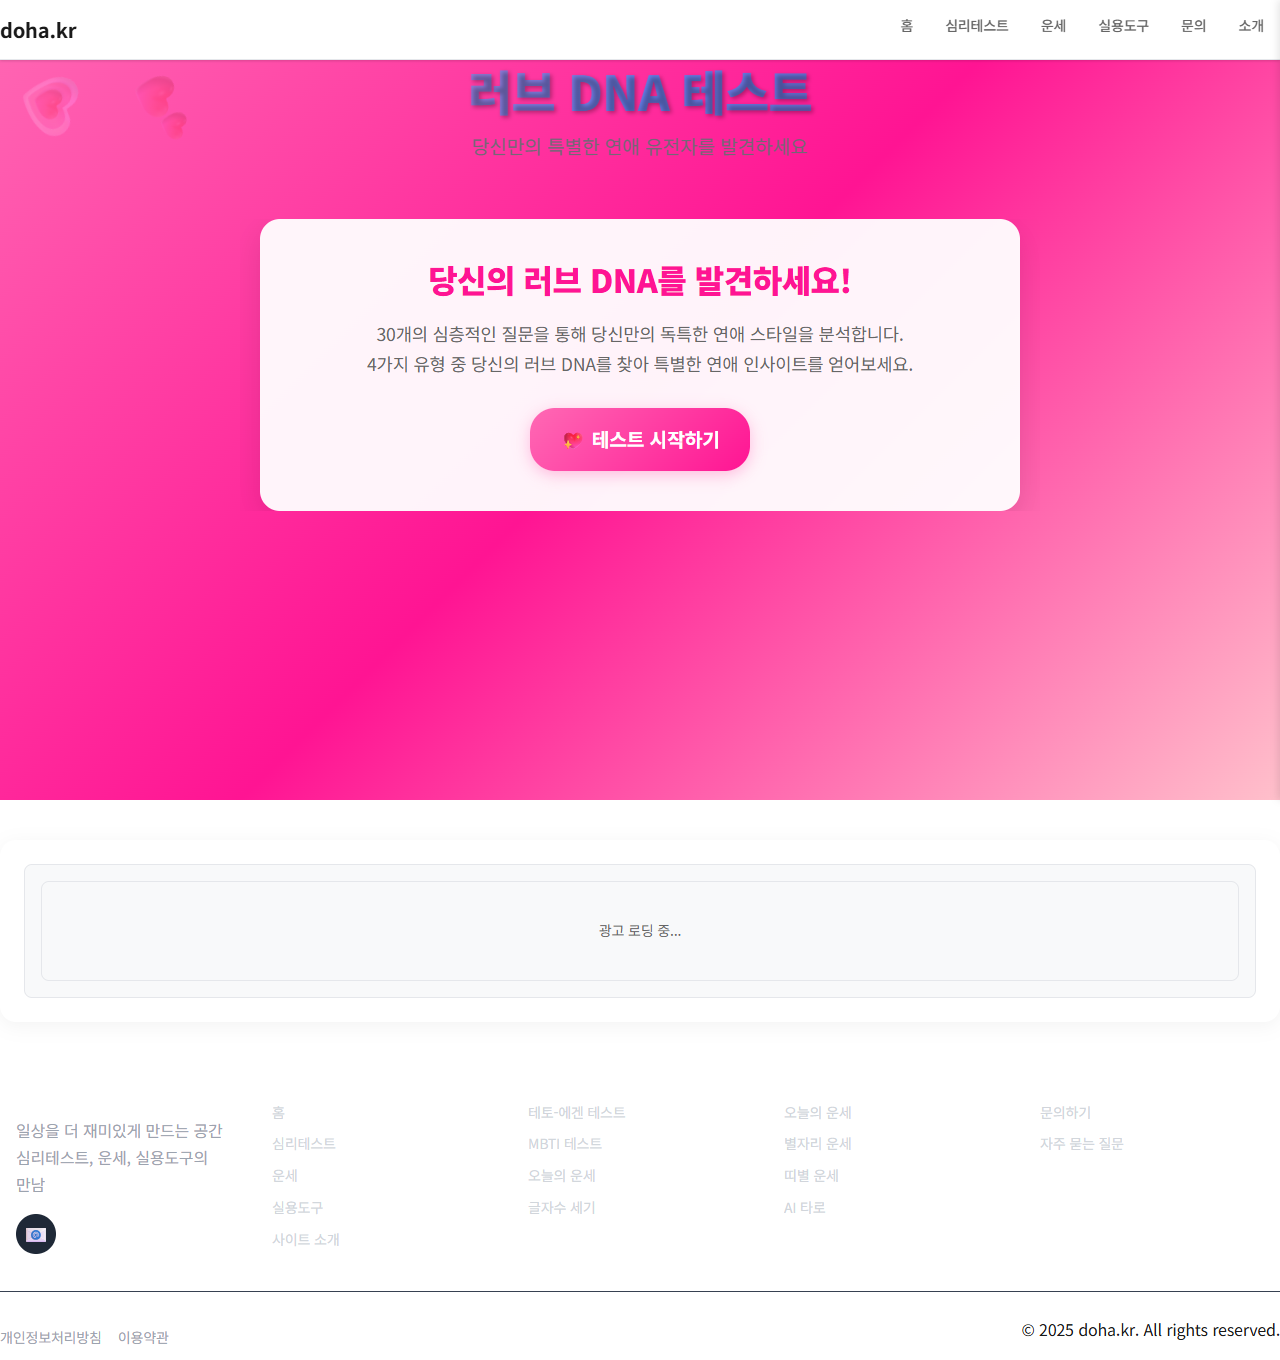 doha.kr
홈 심리테스트 운세 실용도구 문의 소개
러브 DNA 테스트
당신만의 특별한 연애 유전자를 발견하세요
당신의 러브 DNA를 발견하세요!
30개의 심층적인 질문을 통해 당신만의 독특한 연애 스타일을 분석합니다.
4가지 유형 중 당신의 러브 DNA를 찾아 특별한 연애 인사이트를 얻어보세요.
테스트 시작하기
광고 로딩 중...
일상을 더 재미있게 만드는 공간
심리테스트, 운세, 실용도구의
만남
홈
심리테스트
운세
실용도구
사이트 소개
테토-에겐 테스트
MBTI 테스트
오늘의 운세
글자수 세기
오늘의 운세
별자리 운세
띠별 운세
AI 타로
문의하기
자주 묻는 질문
개인정보처리방침 이용약관
© 2025 doha.kr. All rights reserved.